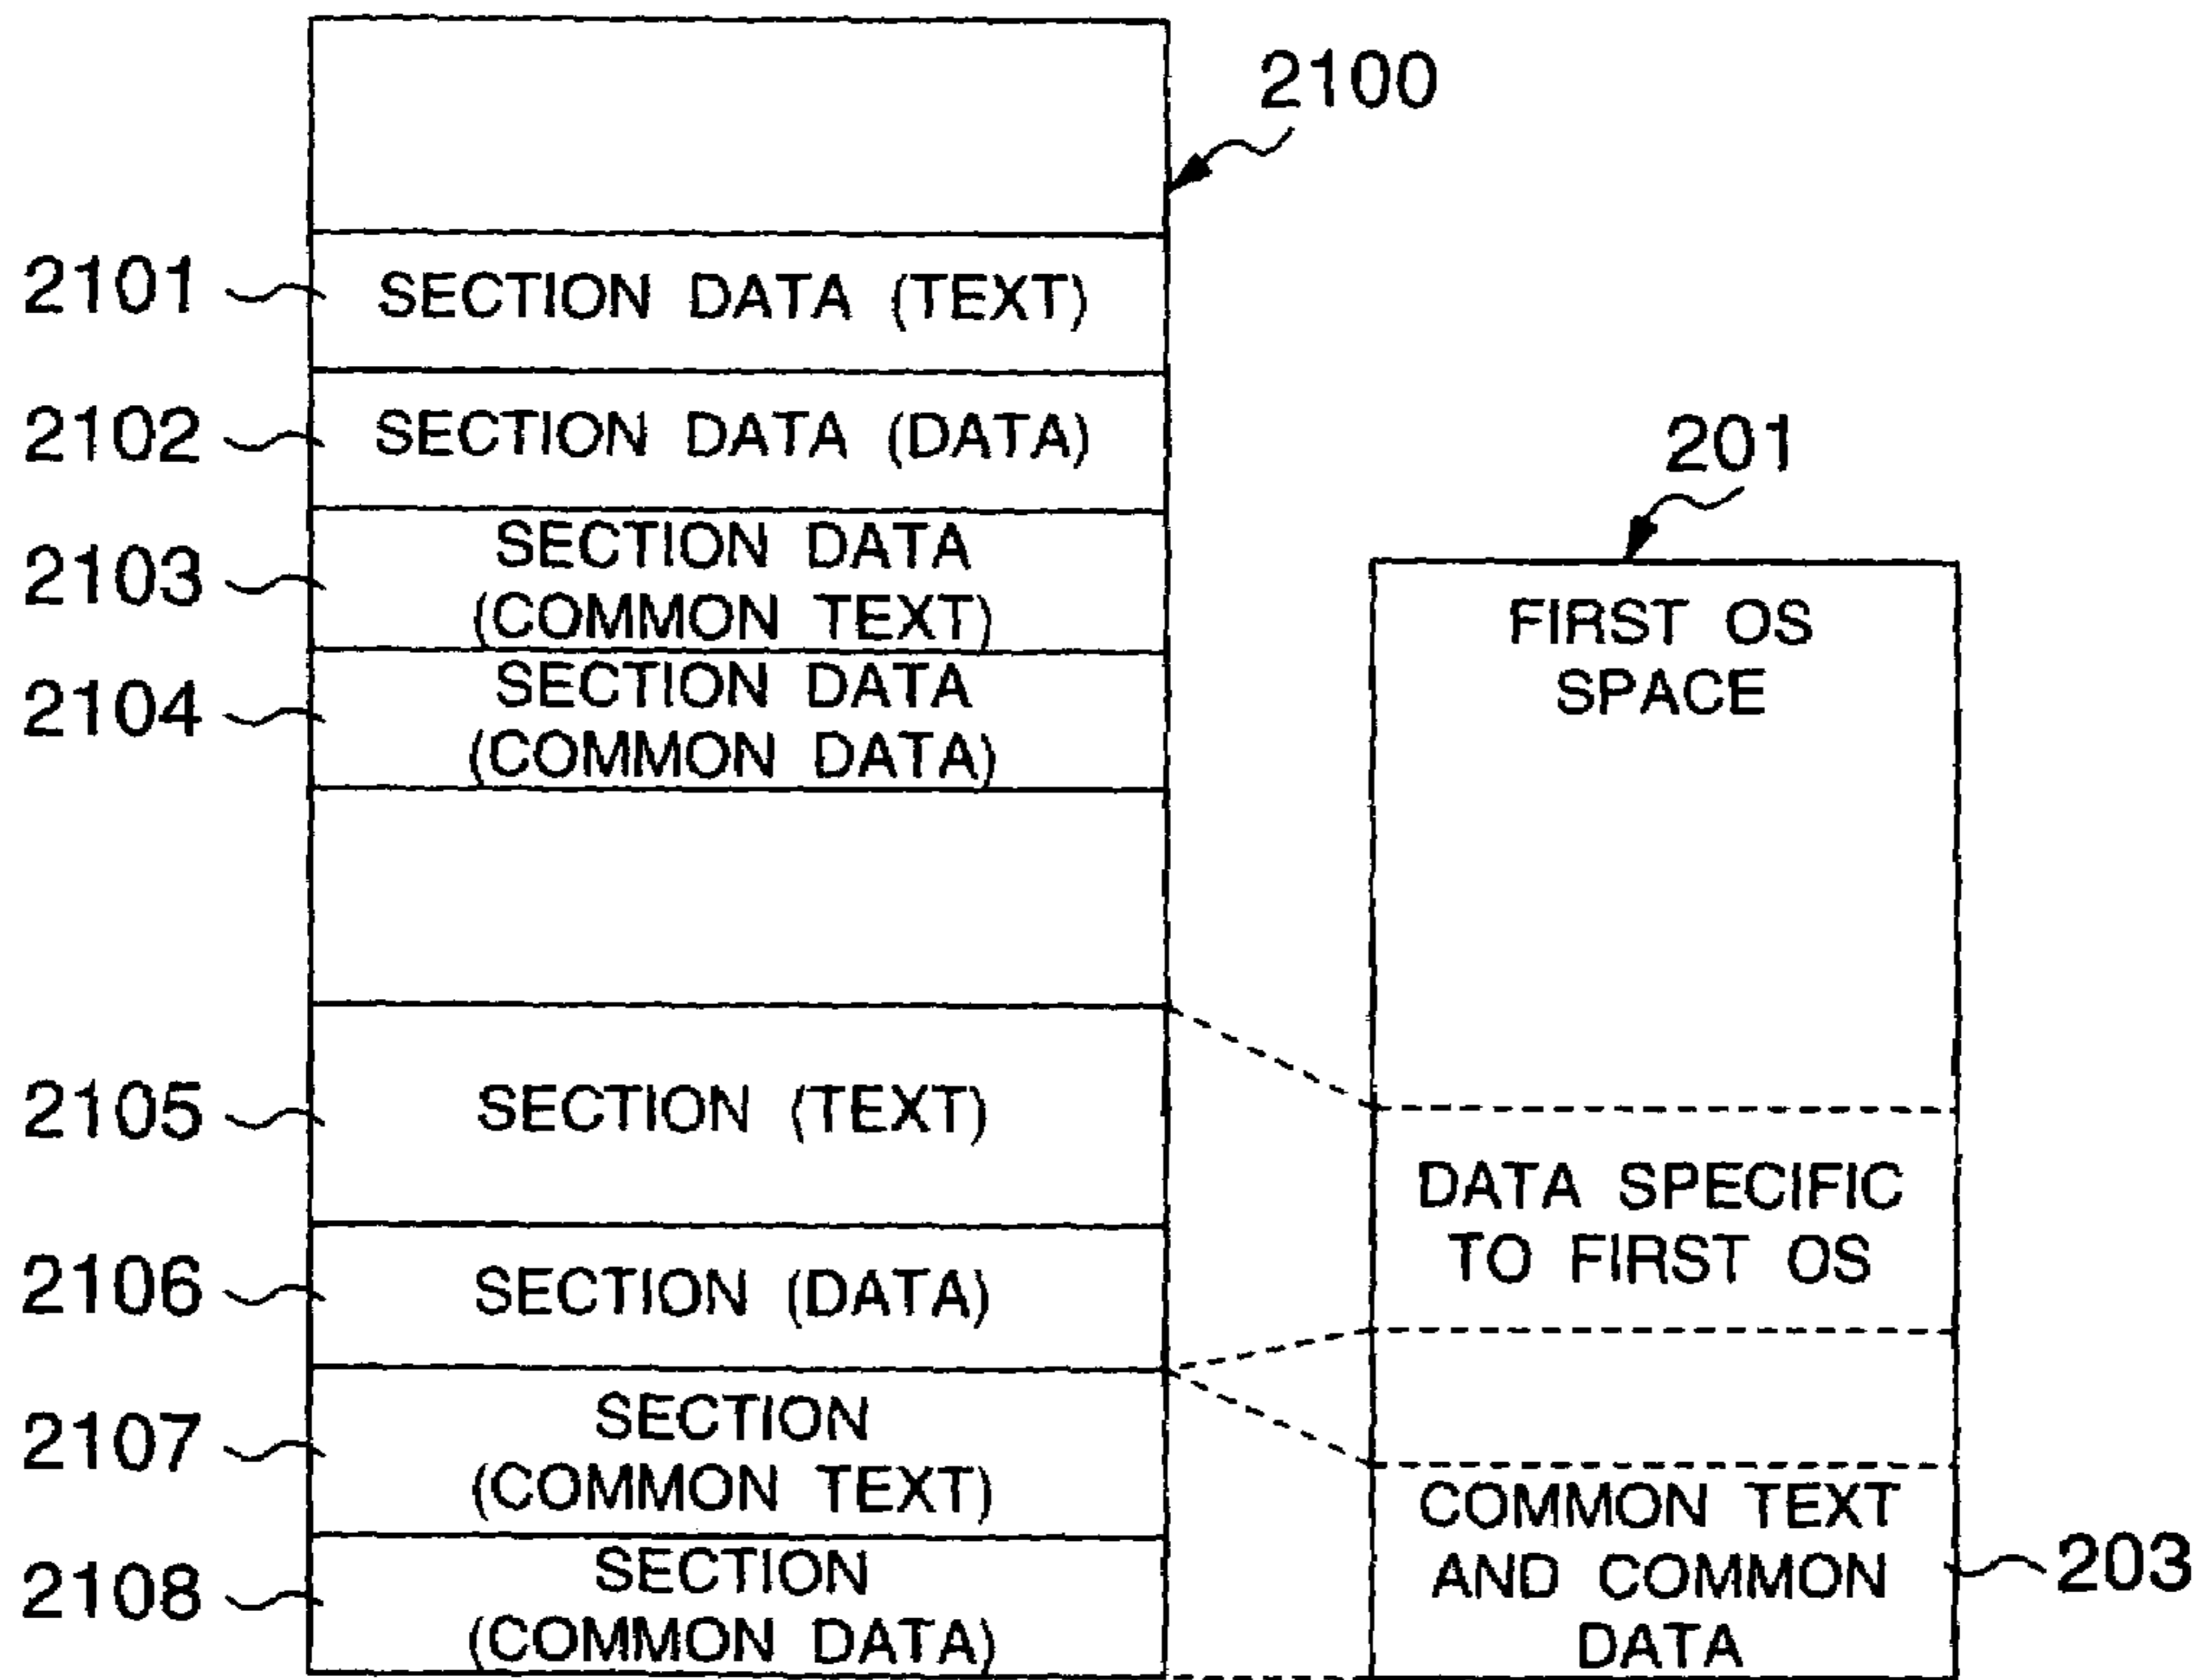 2100
2101 SECTION DATA (TEXT)
2102 SECTION DATA (DATA)
2103 SECTION DATA
(COMMON TEXT)
2104 SECTION DATA
(COMMON DATA)
2105 SECTION (TEXT)
2106 SECTION (DATA)
2107 SECTION
(COMMON TEXT)
2108 SECTION
(COMMON DATA)
201
FIRST OS
SPACE
DATA SPECIFIC
TO FIRST OS
COMMON TEXT
AND COMMON
DATA
203